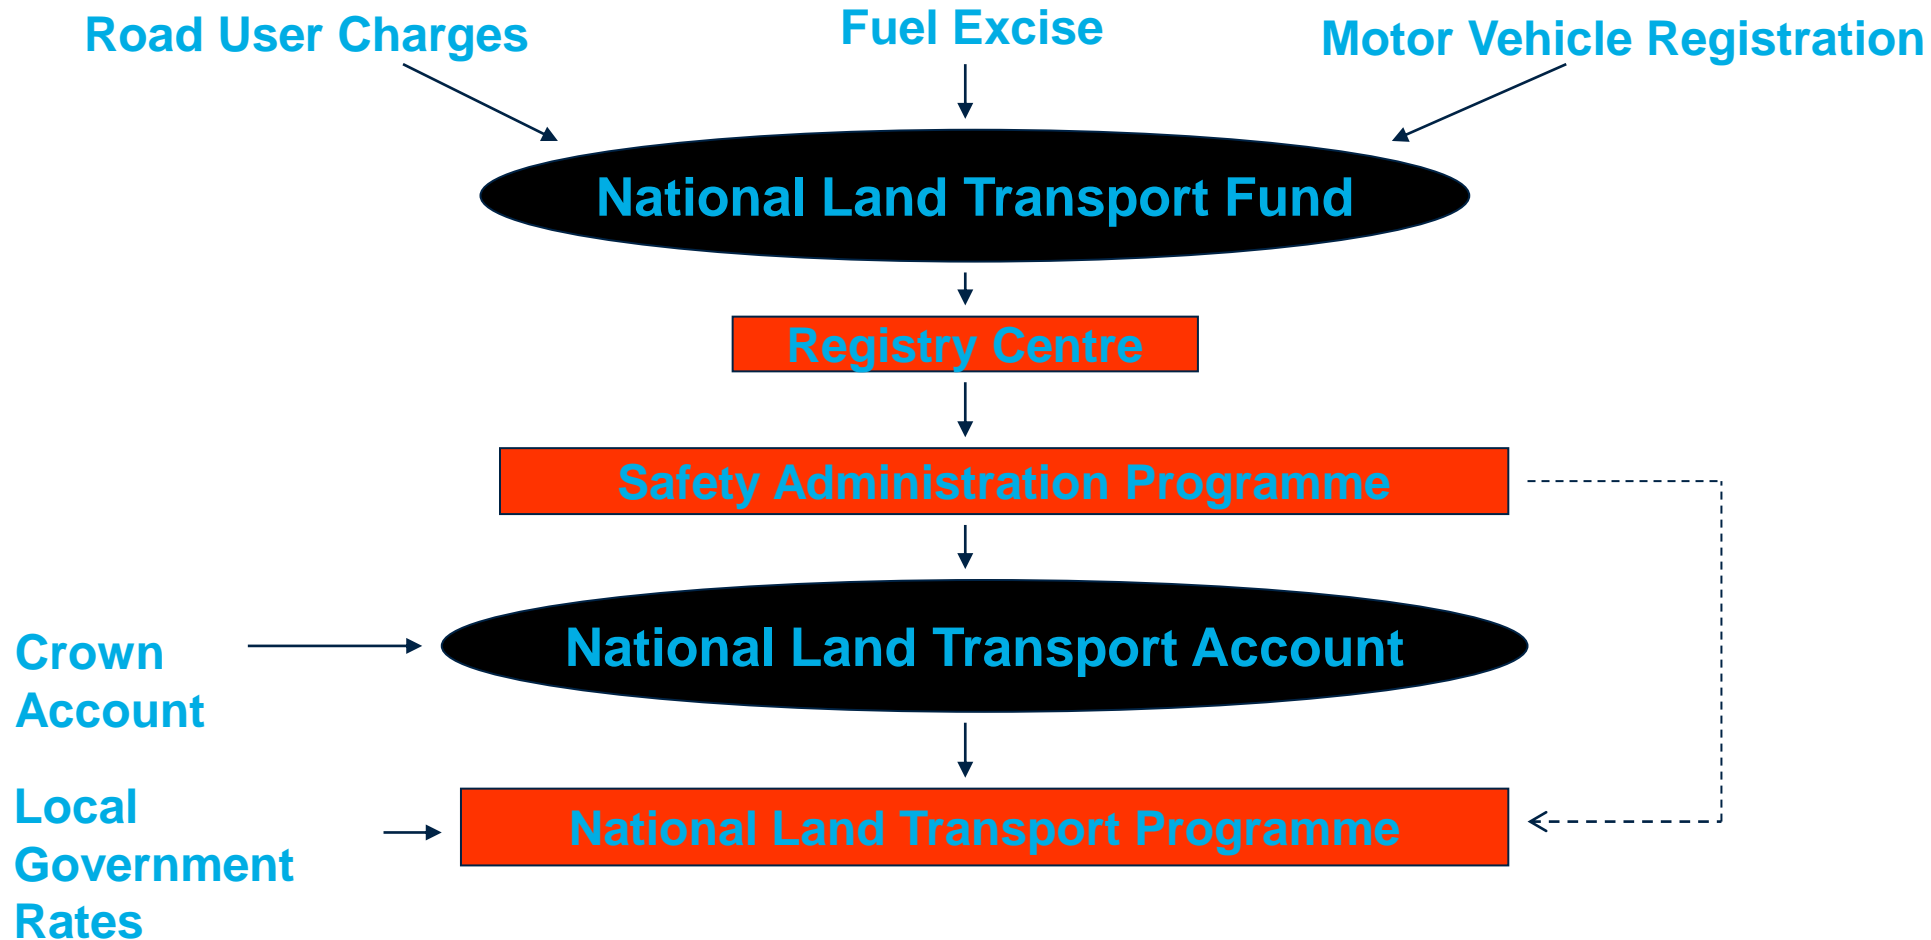 Road User Charges
Fuel Excise
Motor Vehicle Registration
National Land Transport Fund
Registry Centre
Safety Administration Programme
National Land Transport Account
Crown
Account
National Land Transport Programme
Local
Government
Rates